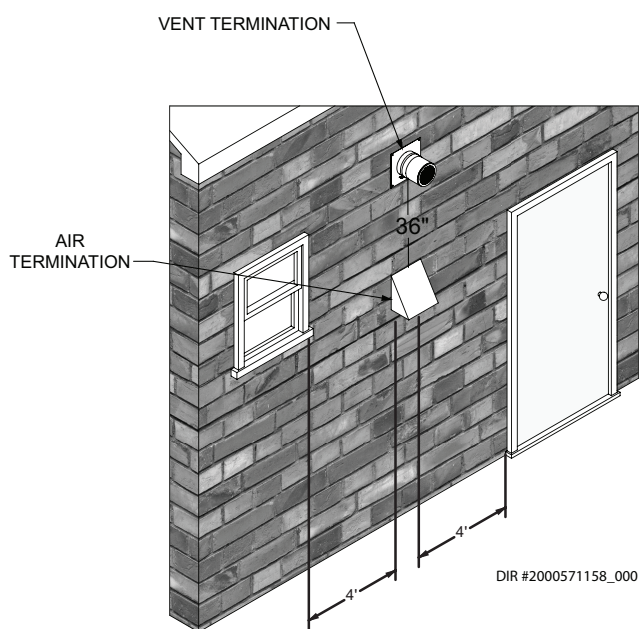 VENT TERMINATION
36"
AIR
TERMINATION
4'
4'
DIR #2000571158_000